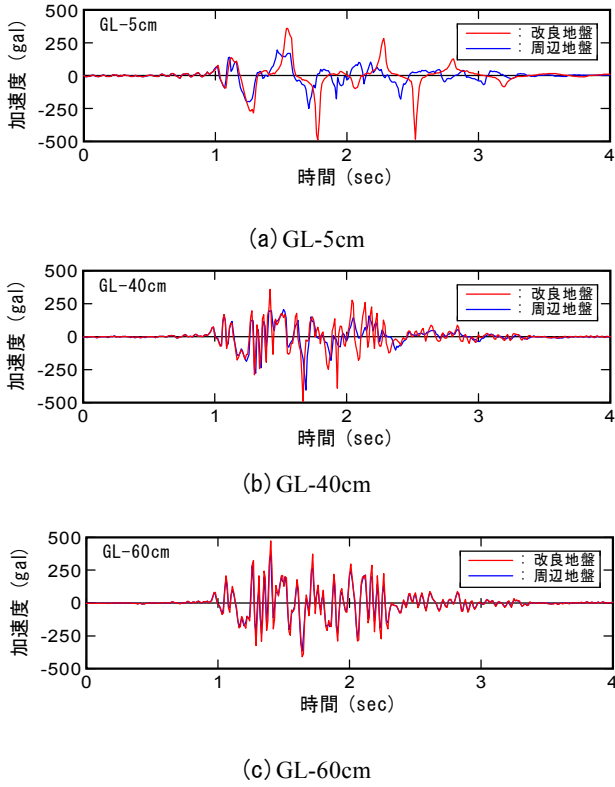 GL-5cm
：改良地盤
：周辺地盤
500
250
0
-250
-500
加速度 (gal)
0
1
2
3
4
時間 (sec)
(a) GL-5cm
GL-40cm
：改良地盤
：周辺地盤
500
250
0
-250
-500
加速度 (gal)
0
1
2
3
4
時間 (sec)
(b) GL-40cm
GL-60cm
：改良地盤
：周辺地盤
500
250
0
-250
-500
加速度 (gal)
0
1
2
3
4
時間 (sec)
(c) GL-60cm